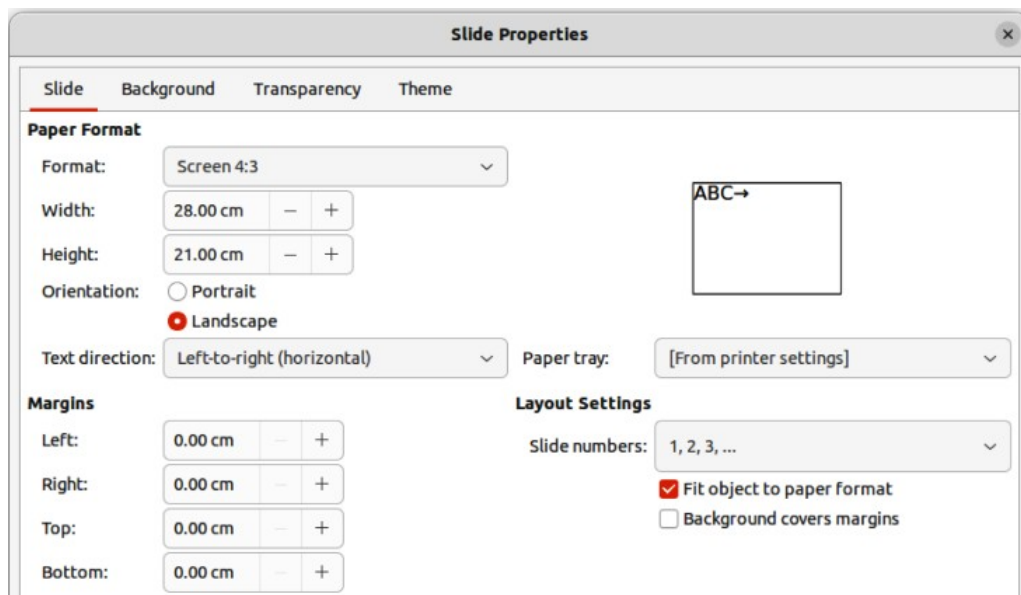 Slide Properties
Slide Background Transparency Theme
Paper Format
Format: Screen 4:3
Width: 28.00 cm
Height: 21.00 cm
Orientation: Portrait
Landscape
ABC→
Text direction: Left-to-right (horizontal)
Paper tray: [From printer settings]
Margins
Left: 0.00 cm
Right: 0.00 cm
Top: 0.00 cm
Bottom: 0.00 cm
Layout Settings
Slide numbers: 1, 2, 3, ...
Fit object to paper format
Background covers margins